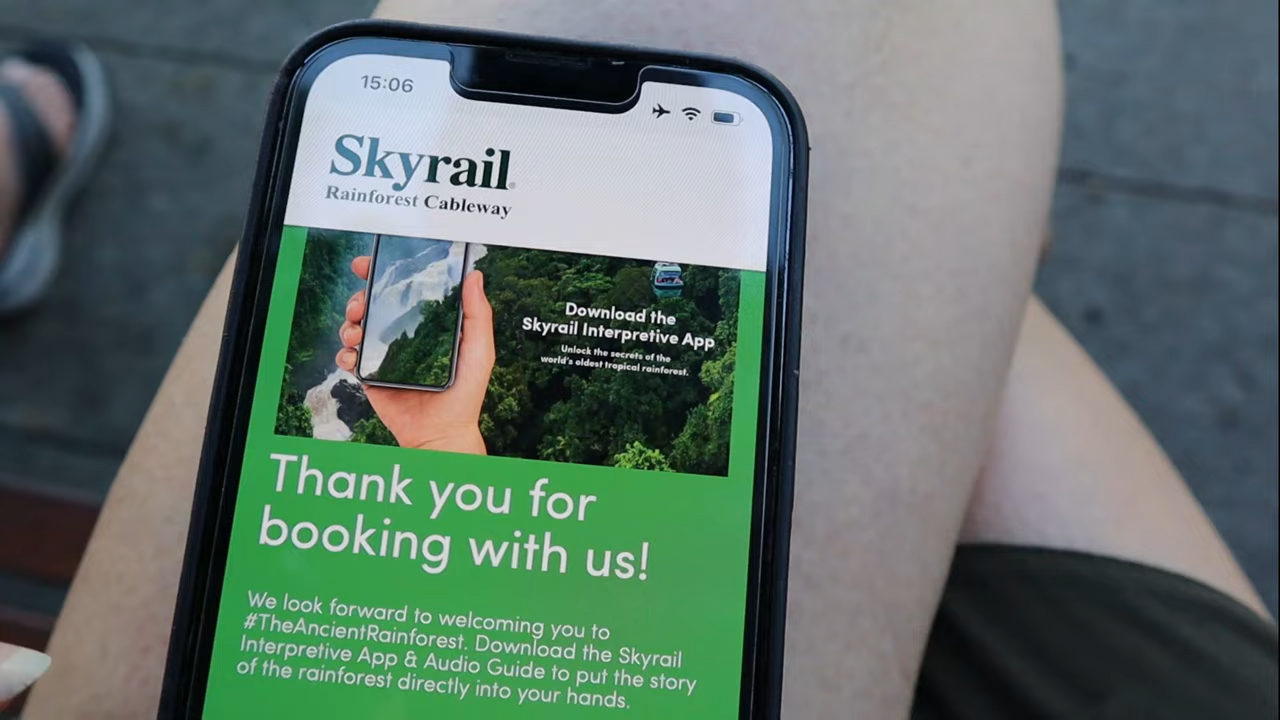 15:06
Skyrail
Rainforest Cableway
Download the
Skyrail Interpretive App
Unlock the secrets of the
world's oldest tropical rainforest.
Thank you for
booking with us!
We look forward to welcoming you to
#TheAncientRainforest. Download the Skyrail
Interpretive App & Audio Guide to put the story
of the rainforest directly into your hands.